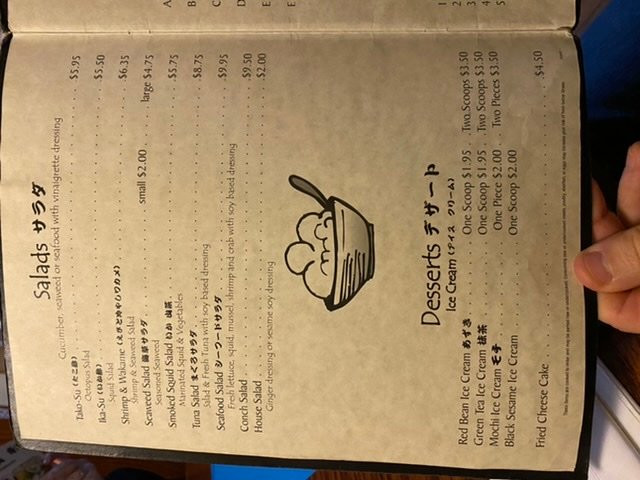 Salads サラダ
Cucumber, seaweed or seafood with vinaigrette dressing
Tako-Su (たこ酢) $5.95
Octopus Salad
Ika-Su (いか酢) $5.50
Squid Salad
Shrimp & Wakame (えびとわかめ) $6.35
Shrimp & Seaweed Salad
Seaweed Salad サラダ small $2.00 large $4.75
Seasoned Seaweed
Smoked Squid Salad いか $5.75
Marinated Squid & Vegetables
Tuna Salad まぐろサラダ $8.75
Salad & Fresh Tuna with soy based dressing
Seafood Salad シーフードサラダ $9.95
Fresh lettuce, squid, mussel, shrimp and crab with soy based dressing
Conch Salad $9.50
House Salad $2.00
Ginger dressing or sesame soy dressing
Desserts デザート
Ice Cream (アイス クリーム)
Red Bean Ice Cream あずき One Scoop $1.95 Two Scoops $3.50
Green Tea Ice Cream 抹茶 One Scoop $1.95 Two Scoops $3.50
Mochi Ice Cream モチ One Piece $2.00 Two Pieces $3.50
Black Sesame Ice Cream One Scoop $2.00
Fried Cheese Cake $4.50
A
B
C
D
E
E
1
2
3
4
5